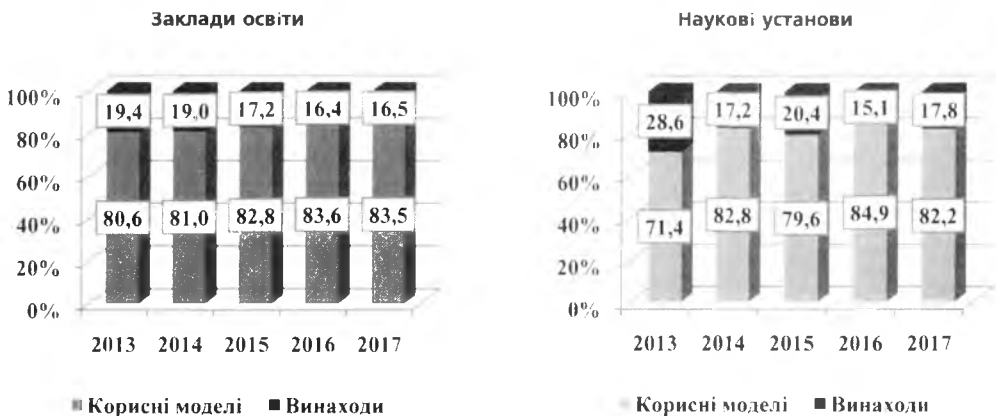 Заклади освіти
100%
80%
60%
40%
20%
0%
19,4 19,0 17,2 16,4 16,5
80,6 81,0 82,8 83,6 83,5
2013 2014 2015 2016 2017
Корисні моделі Винаходи
Наукові установи
100%
80%
60%
40%
20%
0%
28,6 17,2 20,4 15,1 17,8
71,4 82,8 79,6 84,9 82,2
2013 2014 2015 2016 2017
Корисні моделі Винаходи